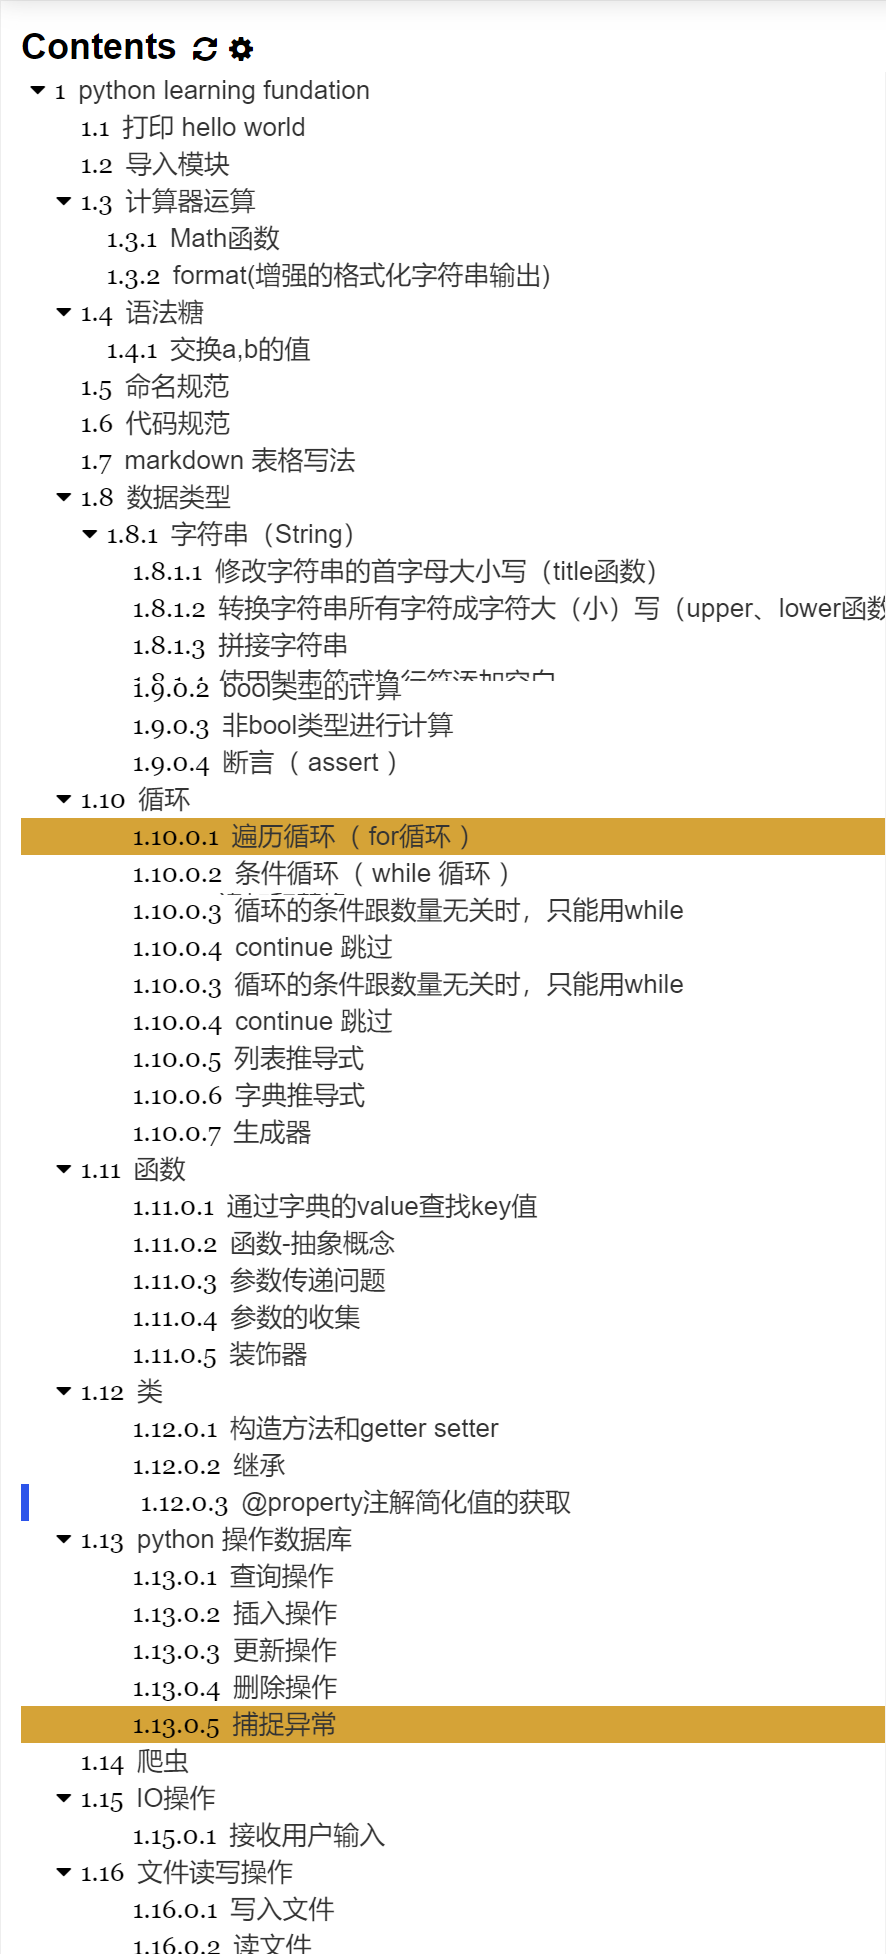 Contents
1 python learning fundation
1.1 打印 hello world
1.2 导入模块
1.3 计算器运算
1.3.1 Math函数
1.3.2 format(增强的格式化字符串输出)
1.4 语法糖
1.4.1 交换a,b的值
1.5 命名规范
1.6 代码规范
1.7 markdown 表格写法
1.8 数据类型
1.8.1 字符串（String）
1.8.1.1 修改字符串的首字母大小写（title函数）
1.8.1.2 转换字符串所有字符成字符大（小）写（upper、lower函数
1.8.1.3 拼接字符串
1.8.1.4 使用制表符或换行符添加空白
1.9.0.2 bool类型的计算
1.9.0.3 非bool类型进行计算
1.9.0.4 断言（ assert ）
1.10 循环
1.10.0.1 遍历循环（ for循环 ）
1.10.0.2 条件循环（ while 循环 ）
1.10.0.3 循环的条件跟数量无关时，只能用while
1.10.0.4 continue 跳过
1.10.0.3 循环的条件跟数量无关时，只能用while
1.10.0.4 continue 跳过
1.10.0.5 列表推导式
1.10.0.6 字典推导式
1.10.0.7 生成器
1.11 函数
1.11.0.1 通过字典的value查找key值
1.11.0.2 函数-抽象概念
1.11.0.3 参数传递问题
1.11.0.4 参数的收集
1.11.0.5 装饰器
1.12 类
1.12.0.1 构造方法和getter setter
1.12.0.2 继承
1.12.0.3 @property注解简化值的获取
1.13 python 操作数据库
1.13.0.1 查询操作
1.13.0.2 插入操作
1.13.0.3 更新操作
1.13.0.4 删除操作
1.13.0.5 捕捉异常
1.14 爬虫
1.15 IO操作
1.15.0.1 接收用户输入
1.16 文件读写操作
1.16.0.1 写入文件
1.16.0.2 读文件